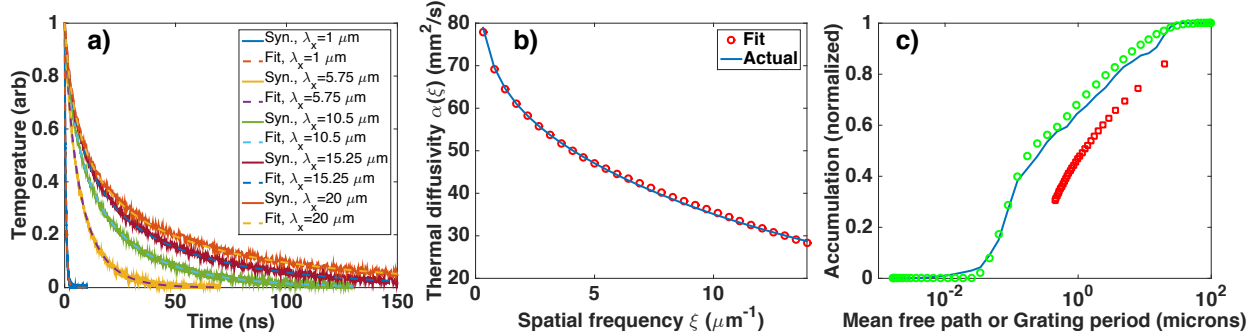 a)
Temperature (arb)
1
0.8
0.6
0.4
0.2
0
0 50 100 150
Time (ns)
Syn., λx=1 μm
Fit, λx=1 μm
Syn., λx=5.75 μm
Fit, λx=5.75 μm
Syn., λx=10.5 μm
Fit, λx=10.5 μm
Syn., λx=15.25 μm
Fit, λx=15.25 μm
Syn., λx=20 μm
Fit, λx=20 μm
b)
Thermal diffusivity α(ξ) (mm²/s)
80
70
60
50
40
30
20
5 10
Spatial frequency ξ (μm⁻¹)
Fit
Actual
c)
Accumulation (normalized)
1
0.8
0.6
0.4
0.2
0
10⁻² 10⁰ 10²
Mean free path or Grating period (microns)